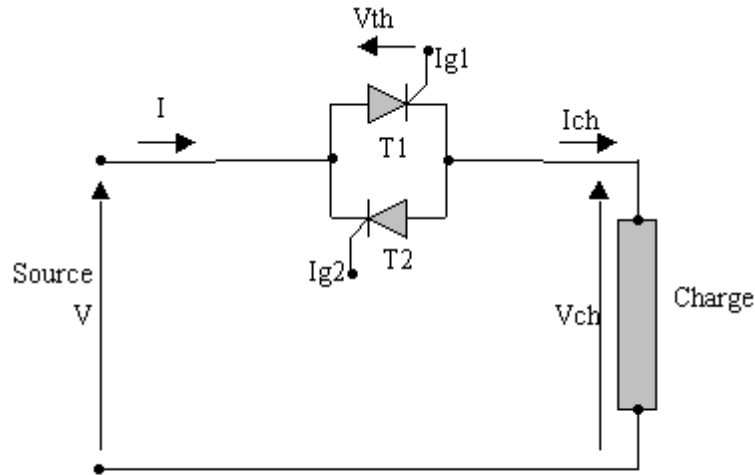 Vth
Ig1
I
T1
Ich
T2
Ig2
Source
V
Vch
Charge